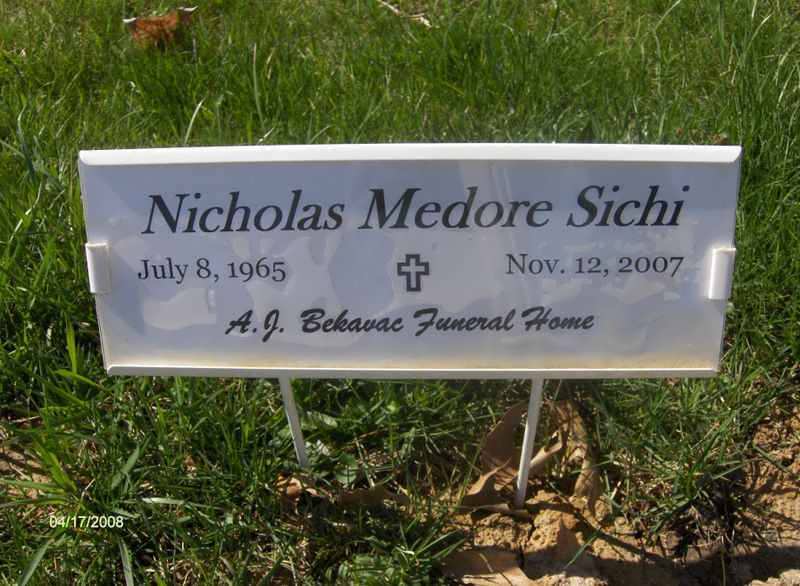 Nicholas Medore Sichi
July 8, 1965 Nov. 12, 2007
A.J. Bekavac Funeral Home
04/17/2008